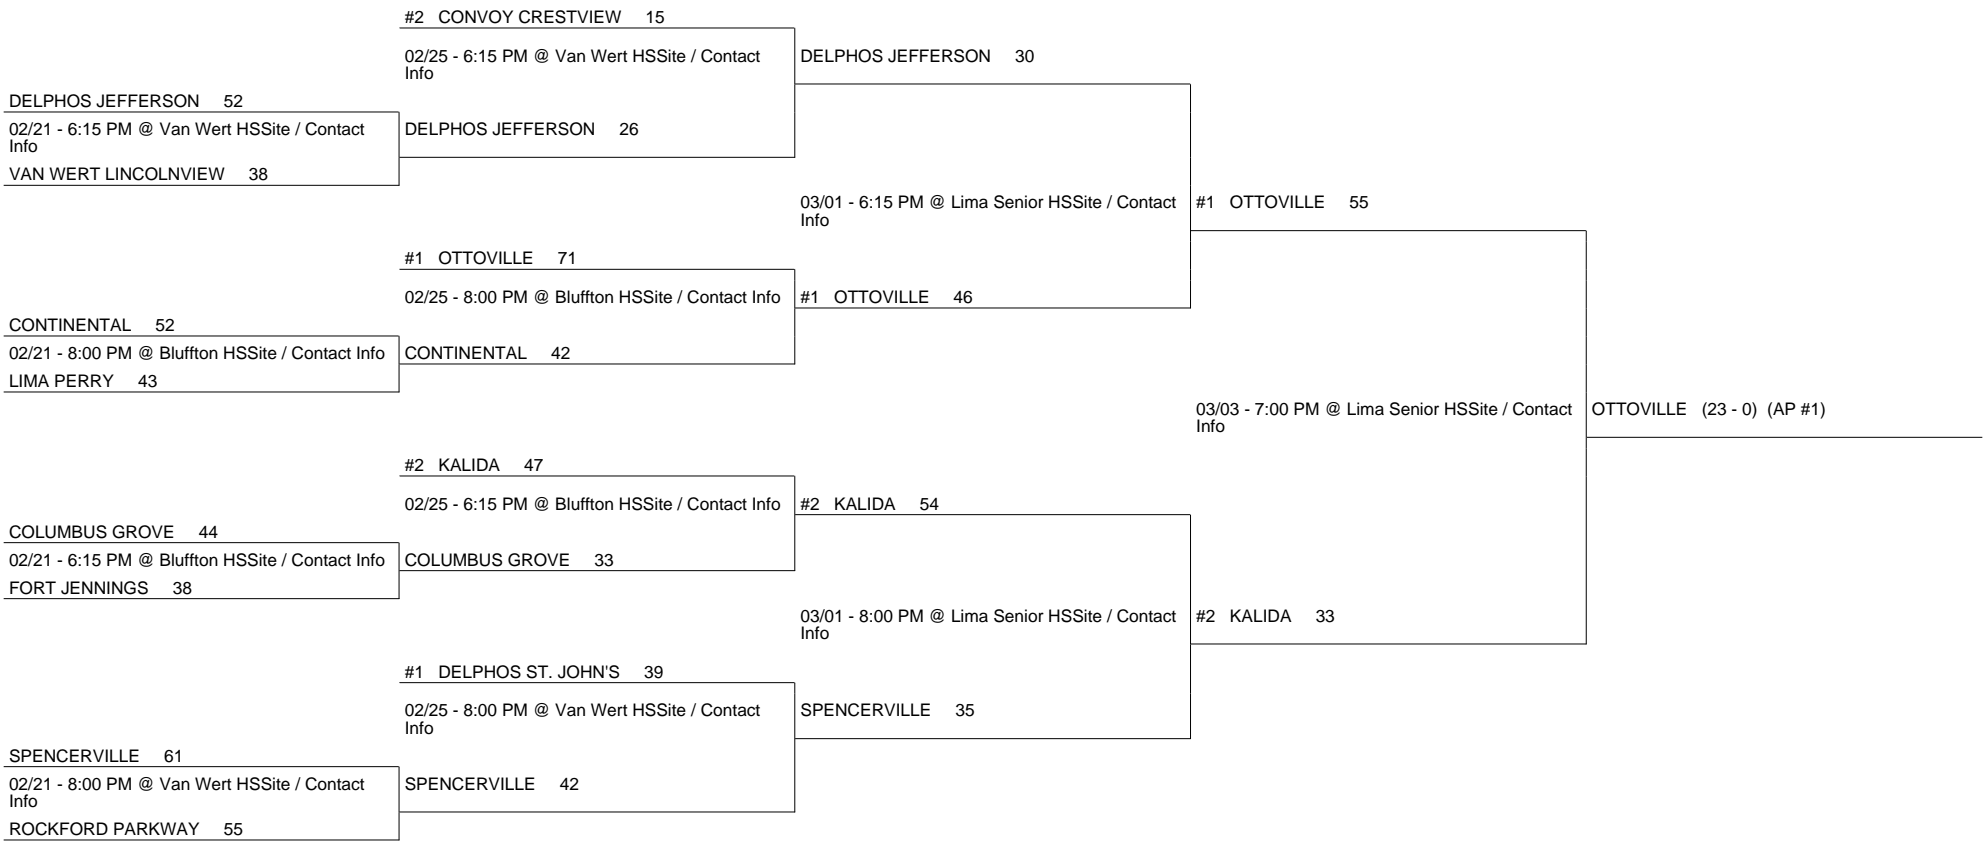 #2 CONVOY CRESTVIEW 15
02/25 - 6:15 PM @ Van Wert HSSite / Contact
Info
DELPHOS JEFFERSON 30
DELPHOS JEFFERSON 52
02/21 - 6:15 PM @ Van Wert HSSite / Contact
Info
VAN WERT LINCOLNVIEW 38
DELPHOS JEFFERSON 26
03/01 - 6:15 PM @ Lima Senior HSSite / Contact
Info
#1 OTTOVILLE 55
#1 OTTOVILLE 71
02/25 - 8:00 PM @ Bluffton HSSite / Contact Info
#1 OTTOVILLE 46
CONTINENTAL 52
02/21 - 8:00 PM @ Bluffton HSSite / Contact Info
LIMA PERRY 43
CONTINENTAL 42
03/03 - 7:00 PM @ Lima Senior HSSite / Contact
Info
OTTOVILLE (23 - 0) (AP #1)
#2 KALIDA 47
02/25 - 6:15 PM @ Bluffton HSSite / Contact Info
#2 KALIDA 54
COLUMBUS GROVE 44
02/21 - 6:15 PM @ Bluffton HSSite / Contact Info
FORT JENNINGS 38
COLUMBUS GROVE 33
03/01 - 8:00 PM @ Lima Senior HSSite / Contact
Info
#2 KALIDA 33
#1 DELPHOS ST. JOHN'S 39
02/25 - 8:00 PM @ Van Wert HSSite / Contact
Info
SPENCERVILLE 35
SPENCERVILLE 61
02/21 - 8:00 PM @ Van Wert HSSite / Contact
Info
ROCKFORD PARKWAY 55
SPENCERVILLE 42